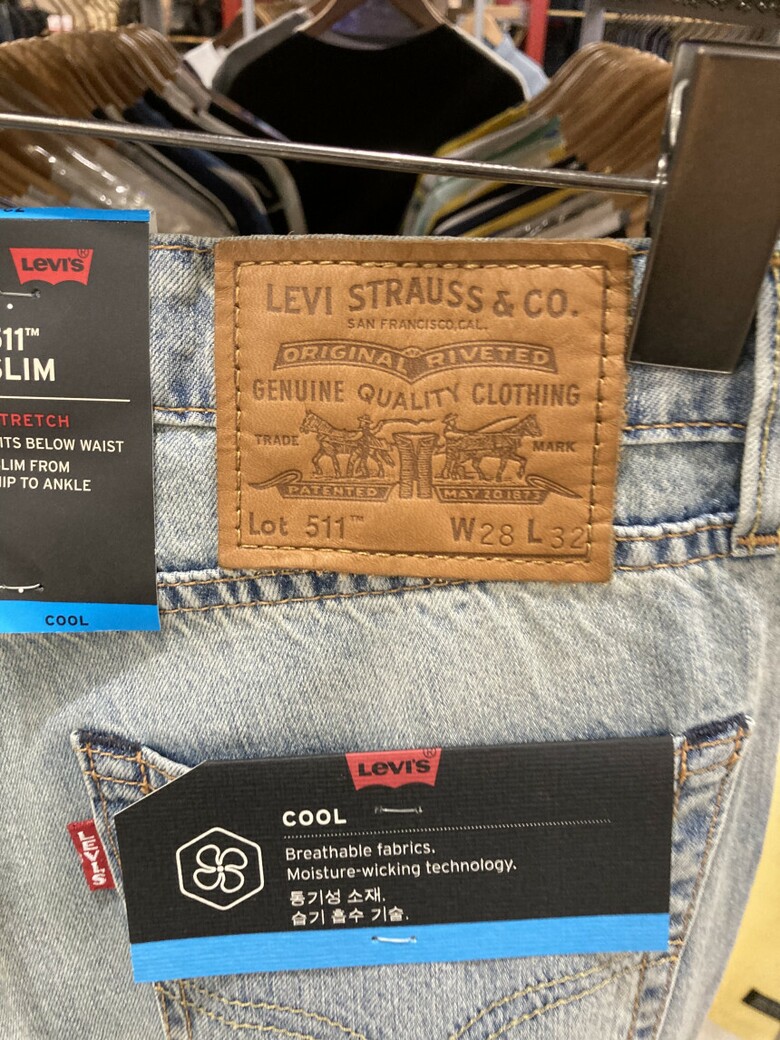 LEVI'S®
511™
SLIM
STRETCH
SITS BELOW WAIST
SLIM FROM
HIP TO ANKLE
COOL
LEVI STRAUSS & CO.
SAN FRANCISCO, CAL.
ORIGINAL RIVETED
GENUINE QUALITY CLOTHING
TRADE MARK
PATENTED MAY 20 1873
Lot 511™ W28 L 32
LEVI'S
LEVI'S®
COOL
Breathable fabrics.
Moisture-wicking technology.
통기성 소재.
습기 흡수 기술.